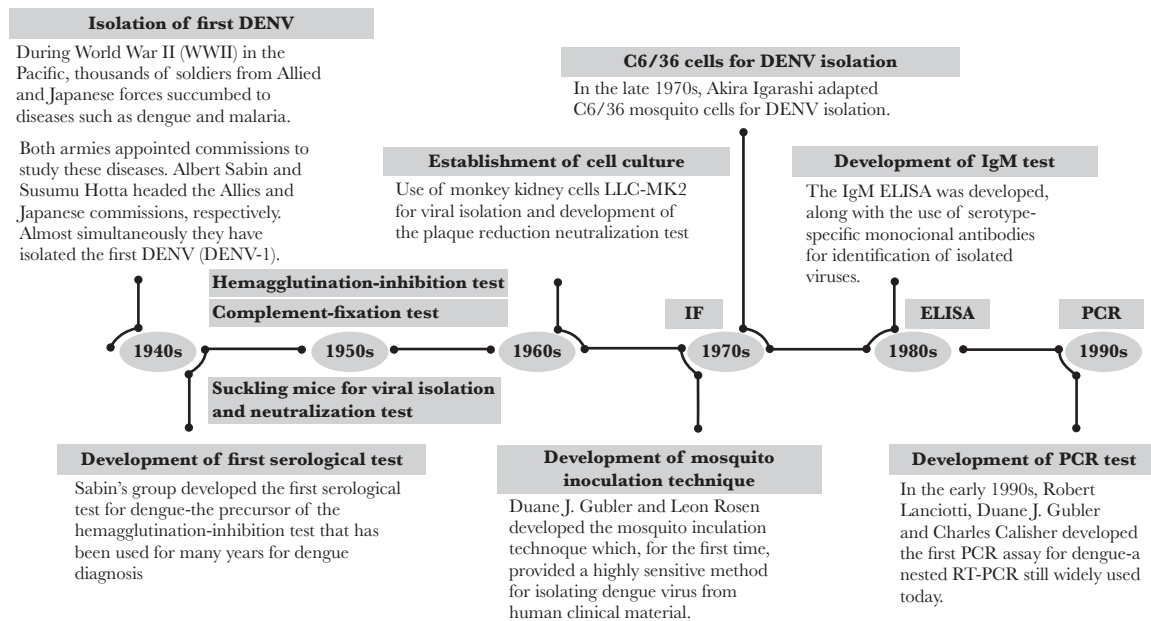 Isolation of first DENV
During World War II (WWII) in the
Pacific, thousands of soldiers from Allied
and Japanese forces succumbed to
diseases such as dengue and malaria.
Both armies appointed commissions to
study these diseases. Albert Sabin and
Susumu Hotta headed the Allies and
Japanese commissions, respectively.
Almost simultaneously they have
isolated the first DENV (DENV-1).
C6/36 cells for DENV isolation
In the late 1970s, Akira Igarashi adapted
C6/36 mosquito cells for DENV isolation.
Establishment of cell culture
Use of monkey kidney cells LLC-MK2
for viral isolation and development of
the plaque reduction neutralization test
Development of IgM test
The IgM ELISA was developed,
along with the use of serotype-
specific monocional antibodies
for identification of isolated
viruses.
Hemagglutination-inhibition test
Complement-fixation test
IF
ELISA
PCR
1940s
1950s
1960s
1970s
1980s
1990s
Suckling mice for viral isolation
and neutralization test
Development of first serological test
Sabin's group developed the first serological
test for dengue-the precursor of the
hemagglutination-inhibition test that has
been used for many years for dengue
diagnosis
Development of mosquito
inoculation technique
Duane J. Gubler and Leon Rosen
developed the mosquito inculation
technoque which, for the first time,
provided a highly sensitive method
for isolating dengue virus from
human clinical material.
Development of PCR test
In the early 1990s, Robert
Lanciotti, Duane J. Gubler
and Charles Calisher developed
the first PCR assay for dengue-a
nested RT-PCR still widely used
today.